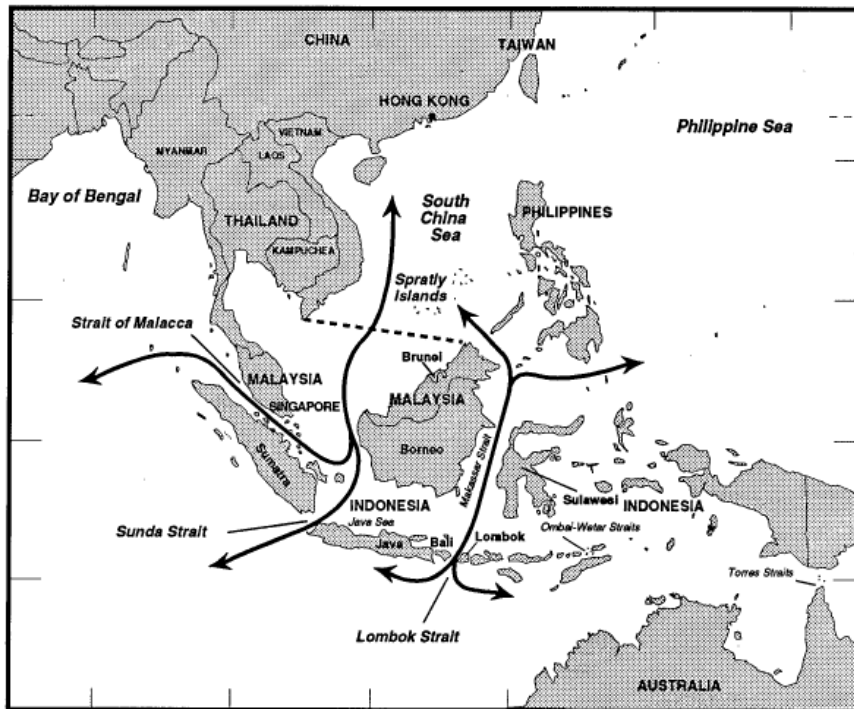 CHINA
TAIWAN
HONG KONG
Philippine Sea
VIETNAM
MYANMAR
LAOS
Bay of Bengal
South
China
Sea
THAILAND
PHILIPPINES
KAMPUCHEA
Spratly
Islands
Strait of Malacca
Brunei
MALAYSIA
MALAYSIA
SINGAPORE
Borneo
Makassar Strait
Sumatra
Sulawesi
INDONESIA
INDONESIA
Java Sea
Sunda Strait
Ombai-Wetar Straits
Java
Bali
Lombok
Torres Straits
Lombok Strait
AUSTRALIA